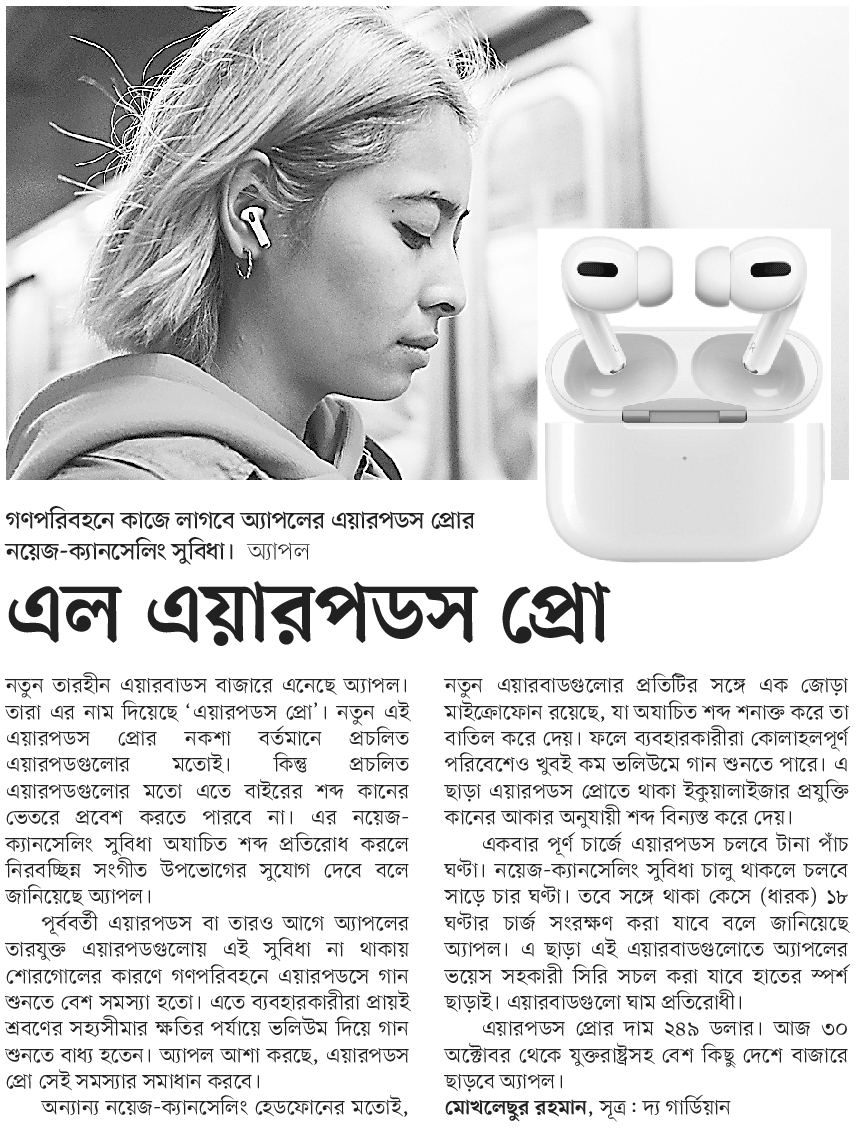 গণপরিবহনে কাজে লাগবে অ্যাপলের এয়ারপডস প্রোর
নয়েজ-ক্যানসেলিং সুবিধা। অ্যাপল
এল এয়ারপডস প্রো
নতুন তারহীন এয়ারবাডস বাজারে এনেছে অ্যাপল।
তারা এর নাম দিয়েছে ‘এয়ারপডস প্রো’। নতুন এই
এয়ারপডস প্রোর নকশা বর্তমানে প্রচলিত
এয়ারপডগুলোর মতোই। কিন্তু প্রচলিত
এয়ারপডগুলোর মতো এতে বাইরের শব্দ কানের
ভেতরে প্রবেশ করতে পারবে না। এর নয়েজ-
ক্যানসেলিং সুবিধা অযাচিত শব্দ প্রতিরোধ করলে
নিরবচ্ছিন্ন সংগীত উপভোগের সুযোগ দেবে বলে
জানিয়েছে অ্যাপল।
পূর্ববর্তী এয়ারপডস বা তারও আগে অ্যাপলের
তারযুক্ত এয়ারপডগুলোয় এই সুবিধা না থাকায়
শোরগোলের কারণে গণপরিবহনে এয়ারপডসে গান
শুনতে বেশ সমস্যা হতো। এতে ব্যবহারকারীরা প্রায়ই
শ্রবণের সহ্যসীমার ক্ষতির পর্যায়ে ভলিউম দিয়ে গান
শুনতে বাধ্য হতেন। অ্যাপল আশা করছে, এয়ারপডস
প্রো সেই সমস্যার সমাধান করবে।
অন্যান্য নয়েজ-ক্যানসেলিং হেডফোনের মতোই,
নতুন এয়ারবাডগুলোর প্রতিটির সঙ্গে এক জোড়া
মাইক্রোফোন রয়েছে, যা অযাচিত শব্দ শনাক্ত করে তা
বাতিল করে দেয়। ফলে ব্যবহারকারীরা কোলাহলপূর্ণ
পরিবেশেও খুবই কম ভলিউমে গান শুনতে পারে। এ
ছাড়া এয়ারপডস প্রোতে থাকা ইকুয়ালাইজার প্রযুক্তি
কানের আকার অনুযায়ী শব্দ বিন্যস্ত করে দেয়।
একবার পূর্ণ চার্জে এয়ারপডস চলবে টানা পাঁচ
ঘণ্টা। নয়েজ-ক্যানসেলিং সুবিধা চালু থাকলে চলবে
সাড়ে চার ঘণ্টা। তবে সঙ্গে থাকা কেসে (ধারক) ১৮
ঘণ্টার চার্জ সংরক্ষণ করা যাবে বলে জানিয়েছে
অ্যাপল। এ ছাড়া এই এয়ারবাডগুলোতে অ্যাপলের
ভয়েস সহকারী সিরি সচল করা যাবে হাতের স্পর্শ
ছাড়াই। এয়ারবাডগুলো ঘাম প্রতিরোধী।
এয়ারপডস প্রোর দাম ২৪৯ ডলার। আজ ৩০
অক্টোবর থেকে যুক্তরাষ্ট্রসহ বেশ কিছু দেশে বাজারে
ছাড়বে অ্যাপল।
মোখলেছুর রহমান, সূত্র : দ্য গার্ডিয়ান